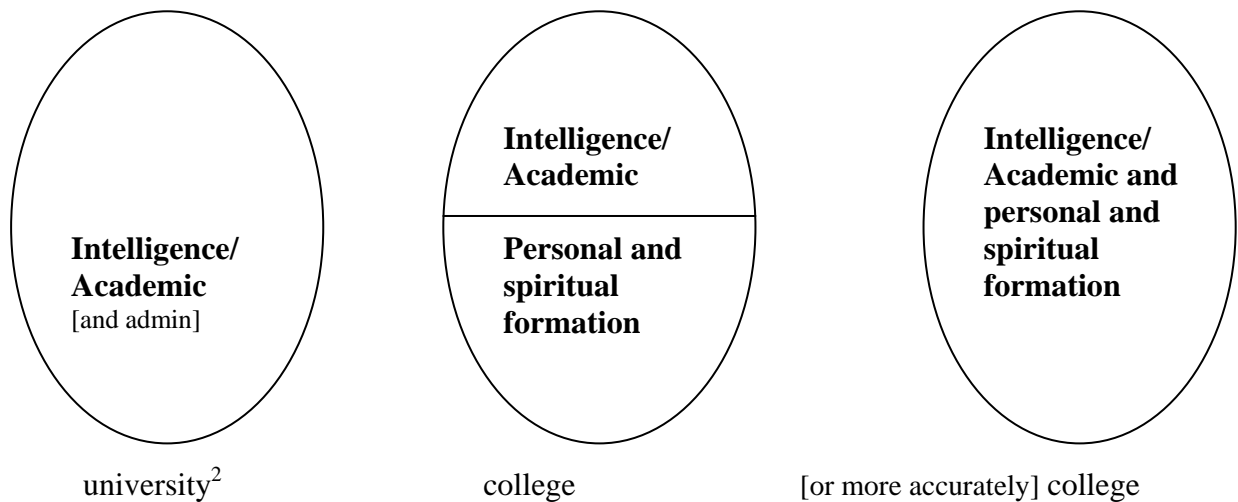 Intelligence/
Academic
[and admin]
Intelligence/
Academic
Personal and
spiritual
formation
Intelligence/
Academic and
personal and
spiritual
formation
university²
college
[or more accurately] college